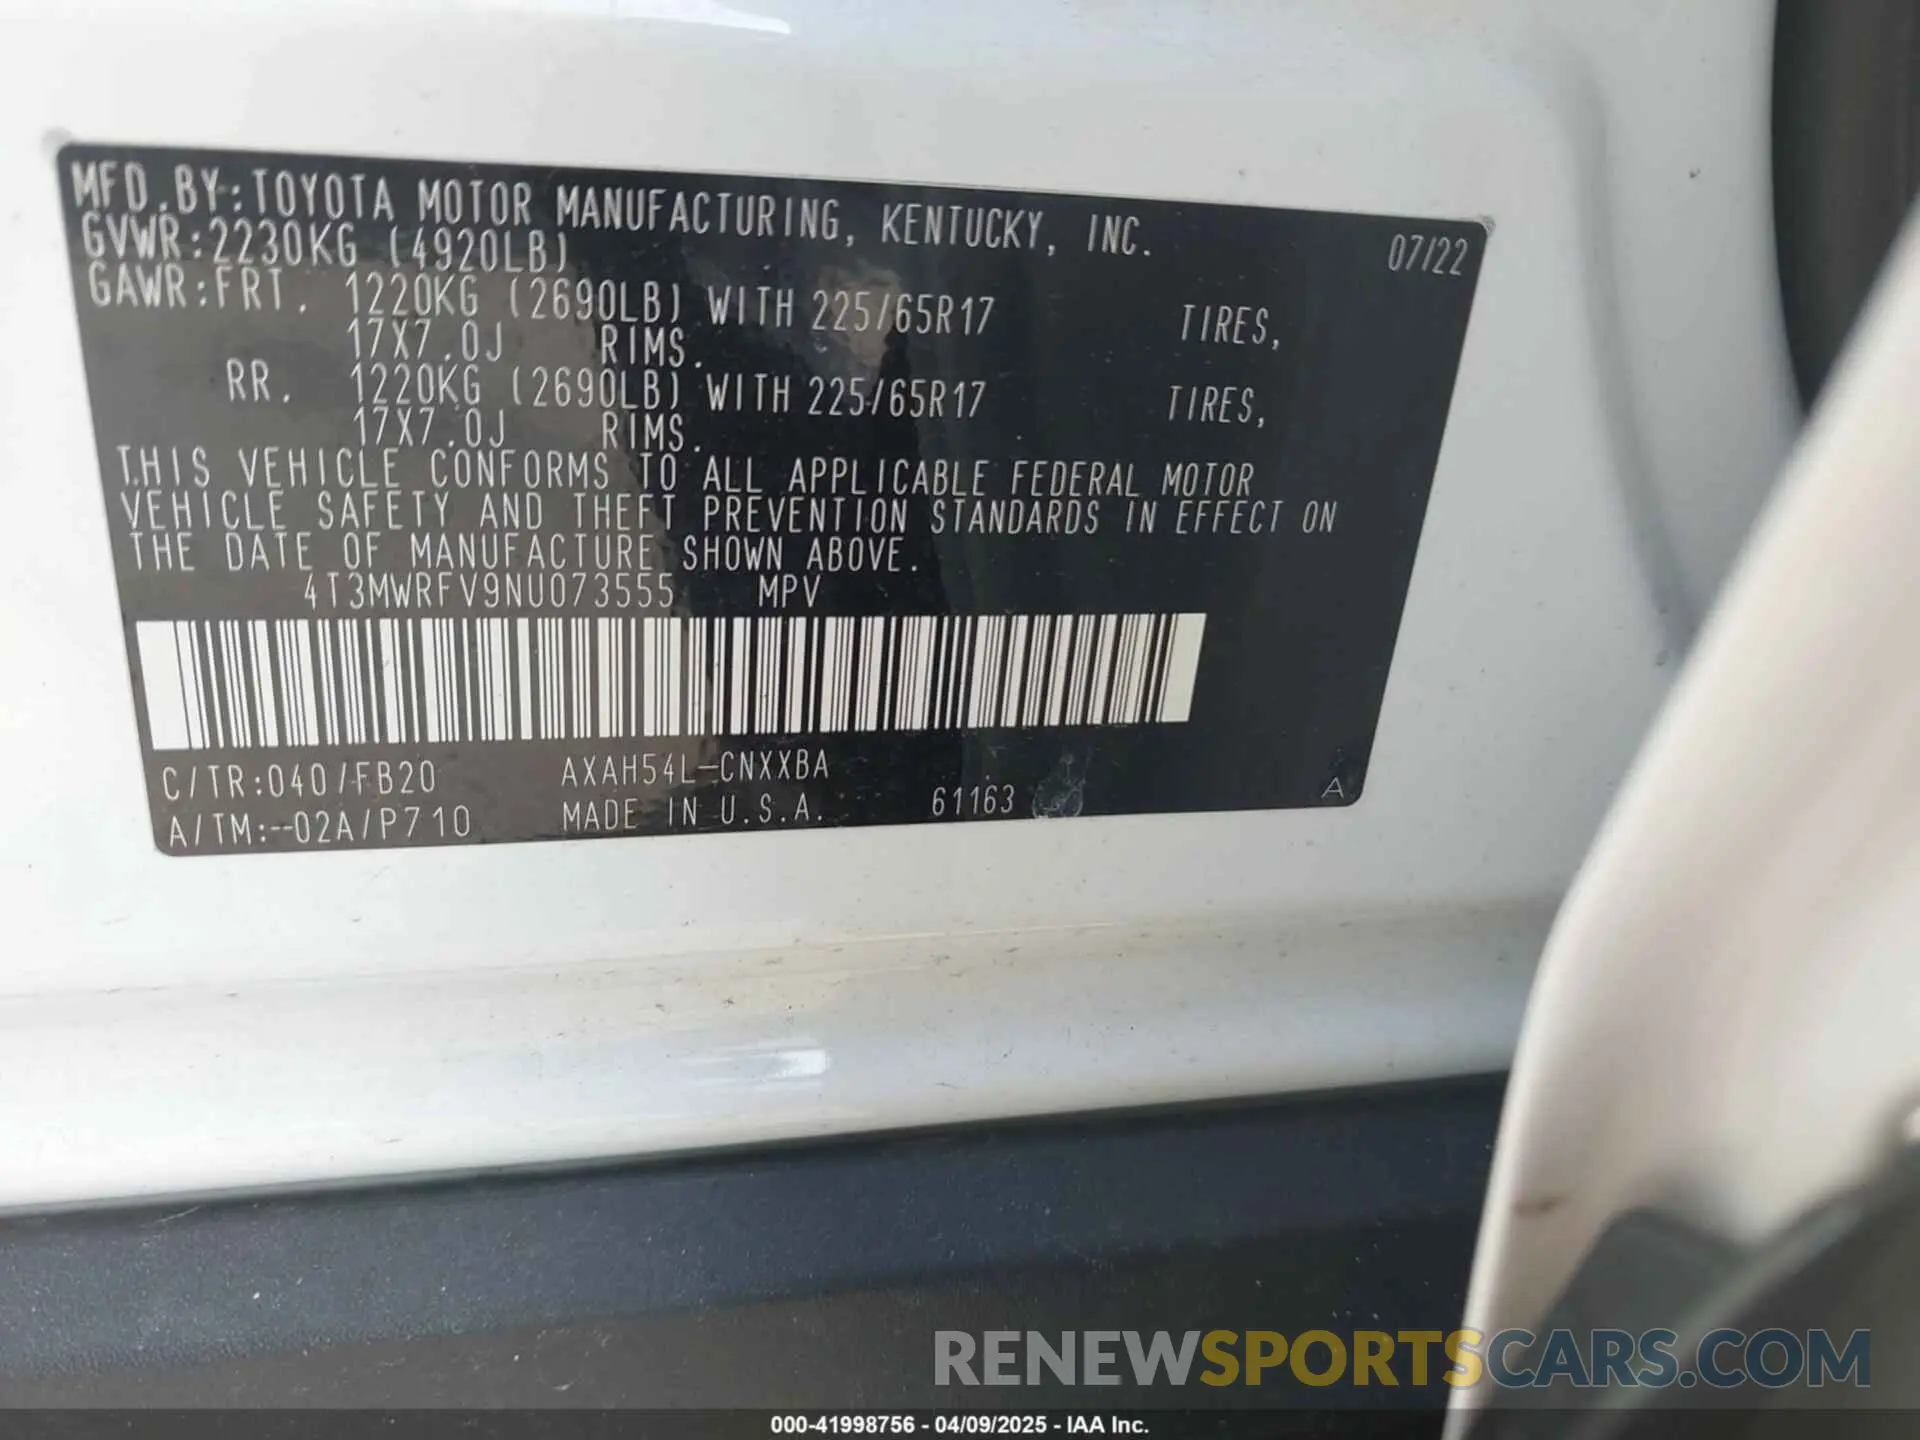 MFD.BY:TOYOTA MOTOR MANUFACTURING, KENTUCKY, INC. 07/22
GVWR:2230KG (4920LB)
GAWR:FRT. 1220KG (2690LB) WITH 225/65R17 TIRES,
17X7.0J RIMS.
RR. 1220KG (2690LB) WITH 225/65R17 TIRES,
17X7.0J RIMS.
THIS VEHICLE CONFORMS TO ALL APPLICABLE FEDERAL MOTOR
VEHICLE SAFETY AND THEFT PREVENTION STANDARDS IN EFFECT ON
THE DATE OF MANUFACTURE SHOWN ABOVE.
4T3MWRFV9NU073555 MPV
C/TR:040/FB20 AXAH54L-CNXXBA
A/TM:--02A/P710 MADE IN U.S.A. 61163 A
RENEWSPORTSCARS.COM
000-41998756 - 04/09/2025 - IAA Inc.